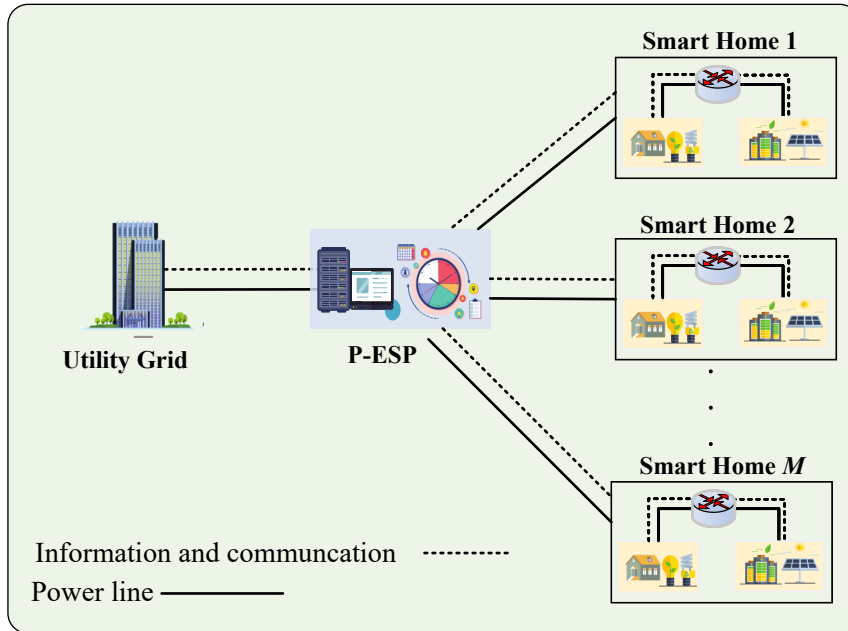 Smart Home 1
Smart Home 2
Utility Grid
P-ESP
Smart Home M
Information and communcation
Power line